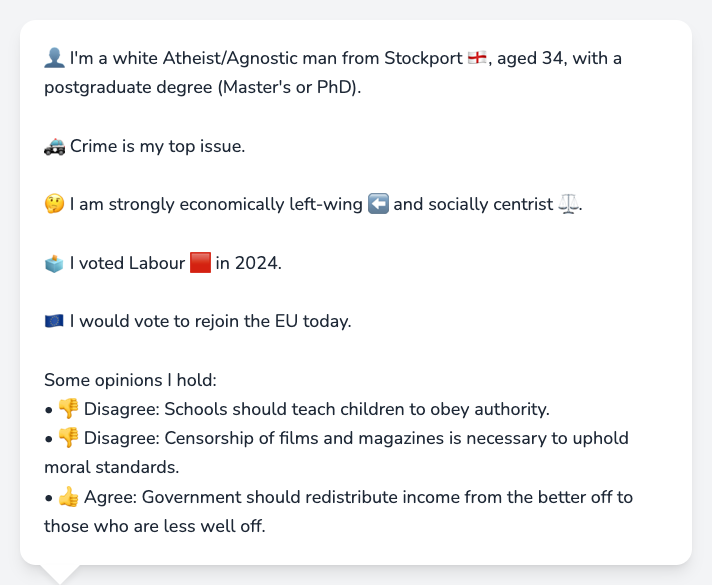 👤 I'm a white Atheist/Agnostic man from Stockport 🏴󠁧󠁢󠁥󠁮󠁧󠁿, aged 34, with a
postgraduate degree (Master's or PhD).
🚓 Crime is my top issue.
🤔 I am strongly economically left-wing ⬅️ and socially centrist ⚖️.
🗳️ I voted Labour 🟥 in 2024.
🇪🇺 I would vote to rejoin the EU today.
Some opinions I hold:
• 👎 Disagree: Schools should teach children to obey authority.
• 👎 Disagree: Censorship of films and magazines is necessary to uphold
moral standards.
• 👍 Agree: Government should redistribute income from the better off to
those who are less well off.